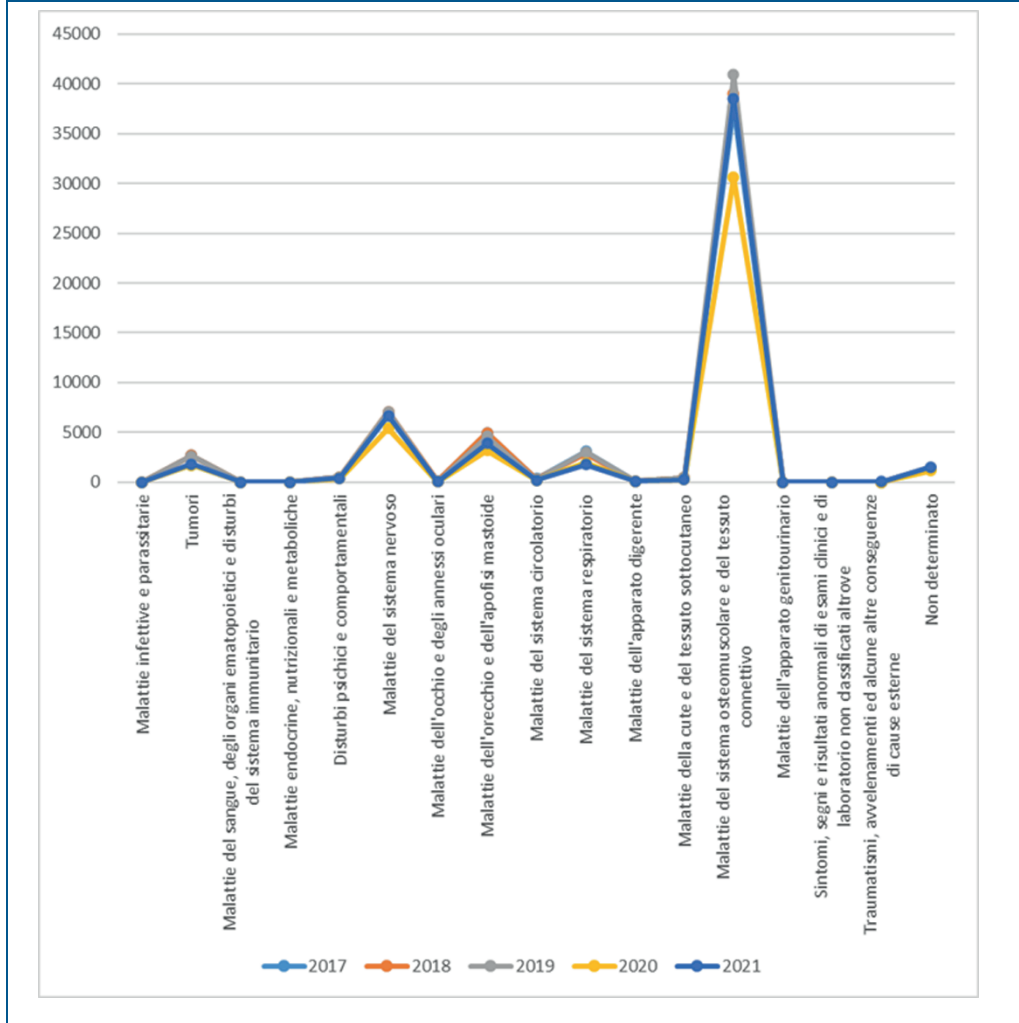 45000
40000
35000
30000
25000
20000
15000
10000
5000
0
Malattie infettive e parassitarie
Tumori
Malattie del sangue, degli organi ematopoietici e disturbi
del sistema immunitario
Malattie endocrine, nutrizionali e metaboliche
Disturbi psichici e comportamentali
Malattie del sistema nervoso
Malattie dell'occhio e degli annessi oculari
Malattie dell'orecchio e dell'apofisi mastoide
Malattie del sistema circolatorio
Malattie del sistema respiratorio
Malattie dell'apparato digerente
Malattie della cute e del tessuto sottocutaneo
Malattie del sistema osteomuscolare e del tessuto
connettivo
Malattie dell'apparato genitourinario
Sintomi, segni e risultati anormali di esami clinici e di
laboratorio non classificati altrove
Traumatismi, avvelenamenti ed alcune altre conseguenze
di cause esterne
Non determinato
2017 2018 2019 2020 2021